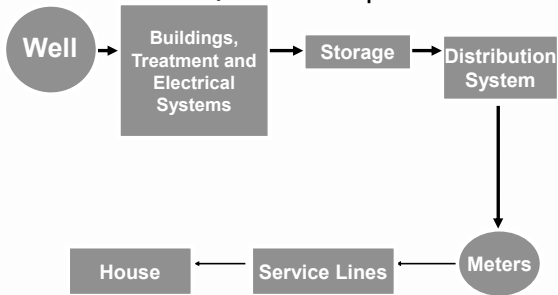 Well
Buildings,
Treatment and
Electrical
Systems
Storage
Distribution
System
Meters
Service Lines
House